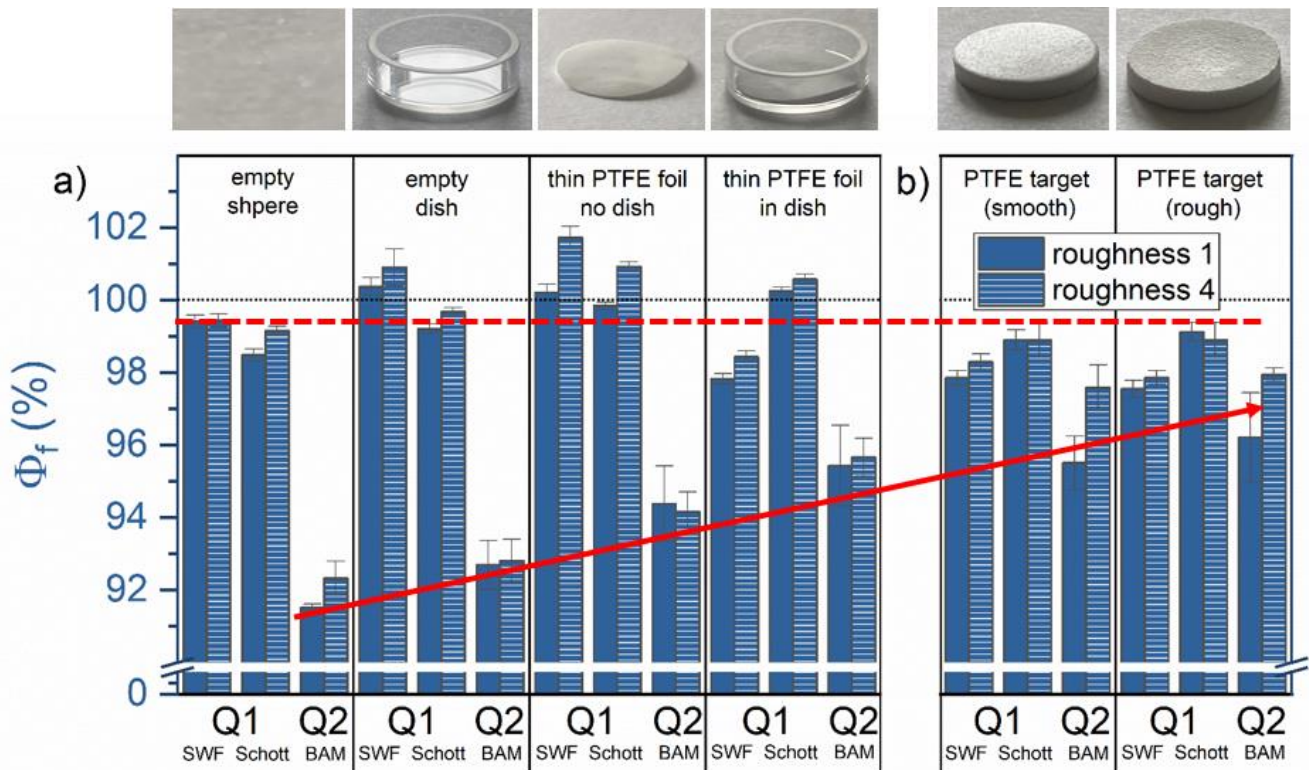 a)
empty
shpere
empty
dish
thin PTFE foil
no dish
thin PTFE foil
in dish
b)
PTFE target
(smooth)
PTFE target
(rough)
roughness 1
roughness 4
Φf (%)
102
100
98
96
94
92
0
Q1 Q2 Q1 Q2 Q1 Q2 Q1 Q2 Q1 Q2 Q1 Q2
SWF Schott BAM SWF Schott BAM SWF Schott BAM SWF Schott BAM SWF Schott BAM SWF Schott BAM